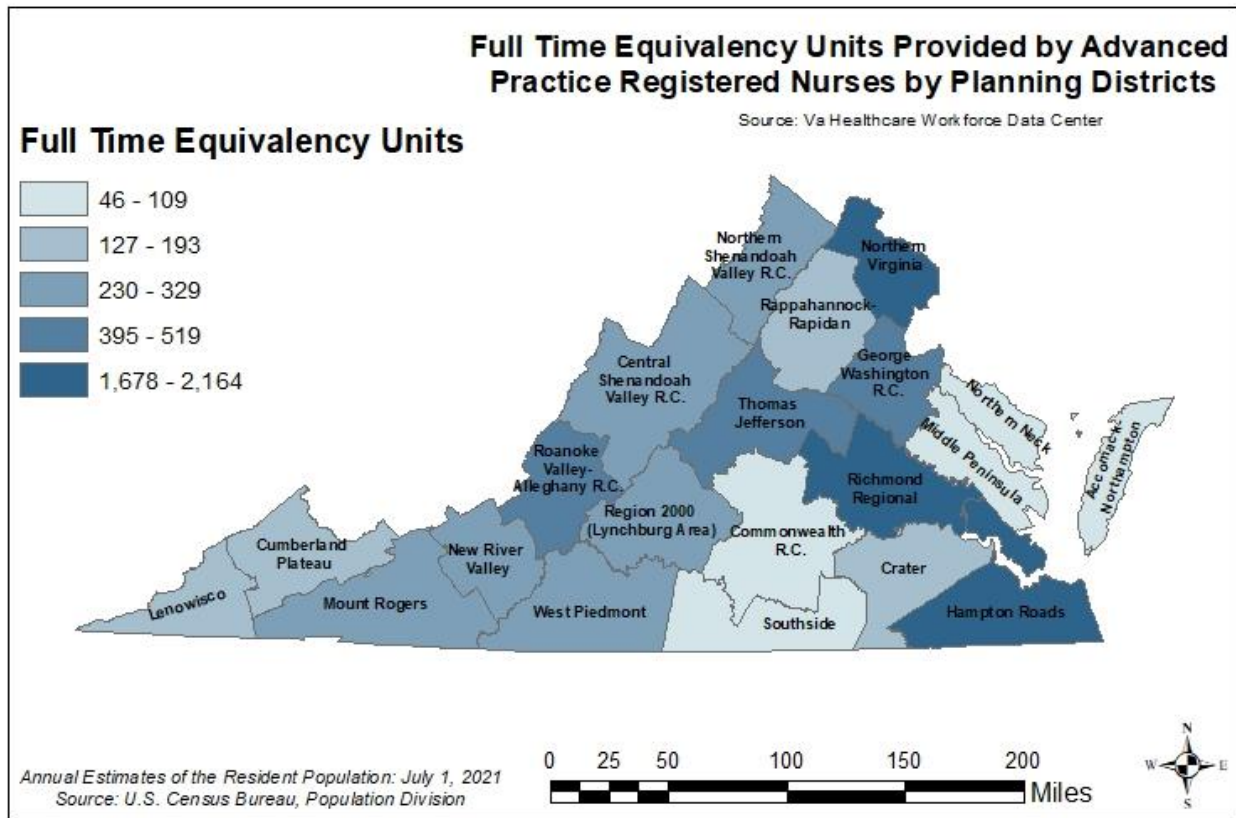 Full Time Equivalency Units Provided by Advanced
Practice Registered Nurses by Planning Districts
Source: Va Healthcare Workforce Data Center
Full Time Equivalency Units
46 - 109
127 - 193
230 - 329
395 - 519
1,678 - 2,164
Northern
Shenandoah
Valley R.C.
Northern
Virginia
Rappahannock-
Rapidan
Central
Shenandoah
Valley R.C.
George
Washington
R.C.
Thomas
Jefferson
Northern Neck
Middle Peninsula
Accomack-
Northampton
Roanoke
Valley-
Alleghany R.C.
Richmond
Regional
Region 2000
(Lynchburg Area)
Commonwealth
R.C.
Cumberland
Plateau
New River
Valley
Crater
Lenowisco
Mount Rogers
West Piedmont
Southside
Hampton Roads
Annual Estimates of the Resident Population: July 1, 2021
Source: U.S. Census Bureau, Population Division
0 25 50 100 150 200
Miles
N
W E
S